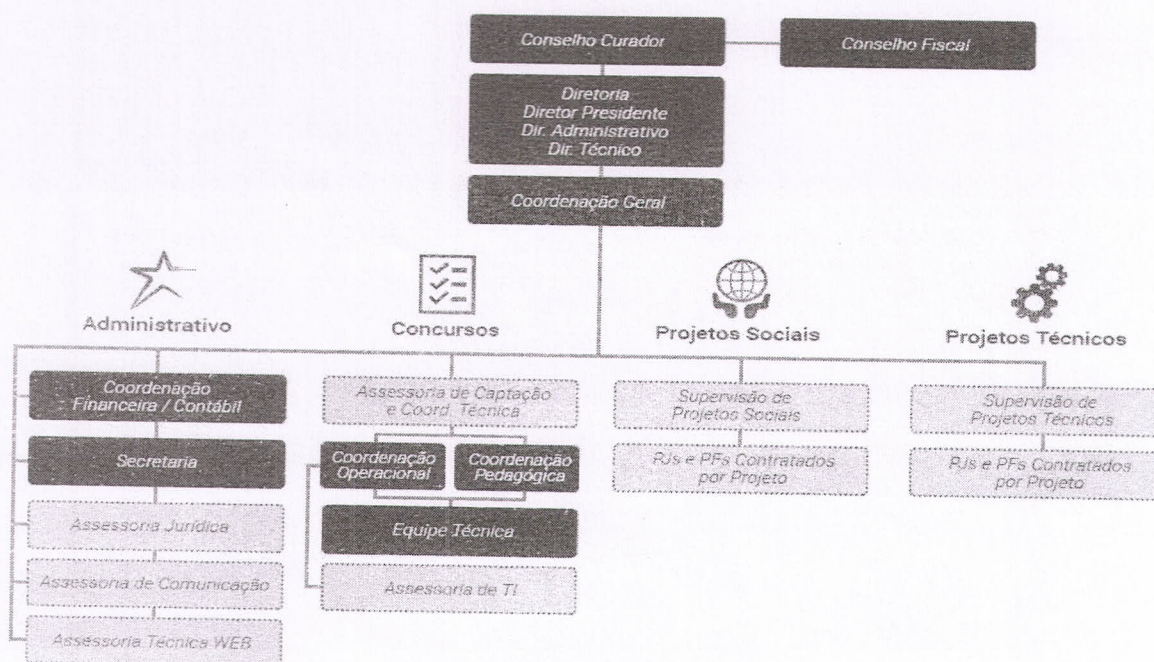 Conselho Curador
Conselho Fiscal
Diretoria
Diretor Presidente
Dir. Administrativo
Dir. Técnico
Coordenação Geral
Administrativo
Concursos
Projetos Sociais
Projetos Técnicos
Coordenação
Financeira / Contábil
Secretaria
Assessoria Jurídica
Assessoria de Comunicação
Assessoria Técnica WEB
Assessoria de Captação
e Coord. Técnica
Coordenação
Operacional
Coordenação
Pedagógica
Equipe Técnica
Assessoria de TI
Supervisão de
Projetos Sociais
PJs e PFs Contratados
por Projeto
Supervisão de
Projetos Técnicos
PJs e PFs Contratados
por Projeto